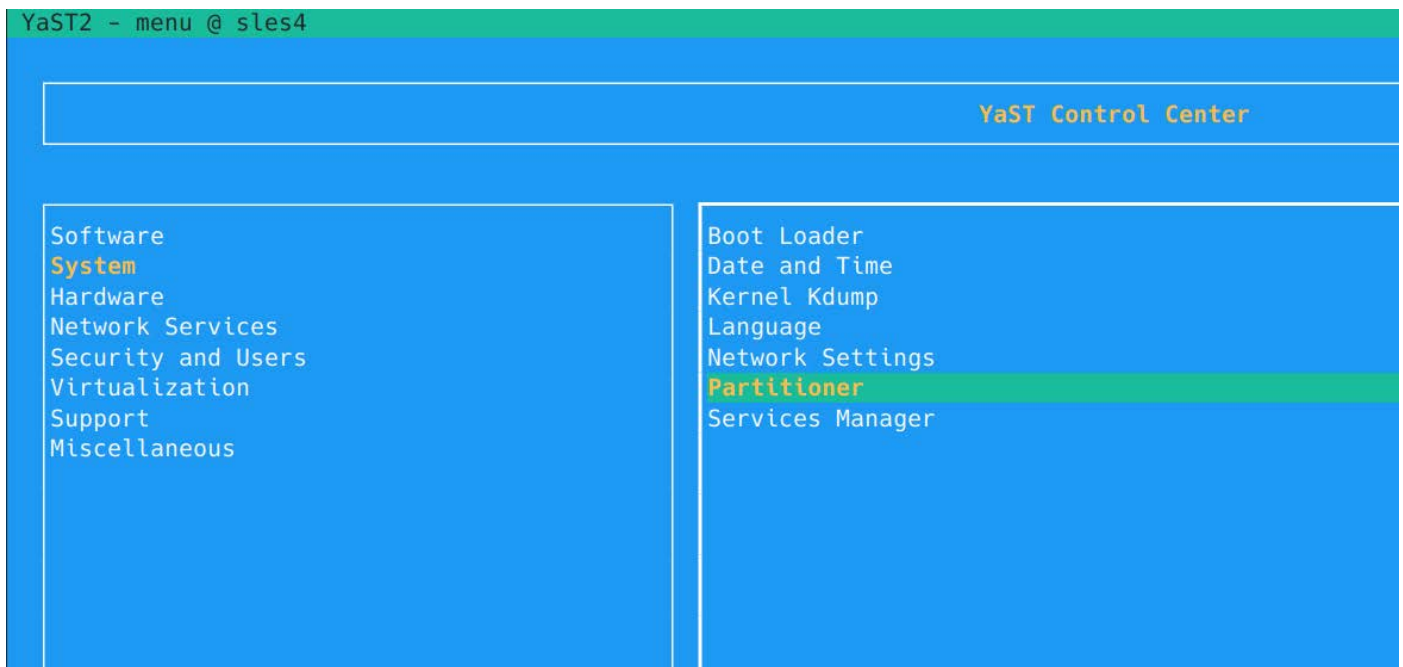 YaST2 - menu @ sles4
YaST Control Center
Software
System
Hardware
Network Services
Security and Users
Virtualization
Support
Miscellaneous
Boot Loader
Date and Time
Kernel Kdump
Language
Network Settings
Partitioner
Services Manager